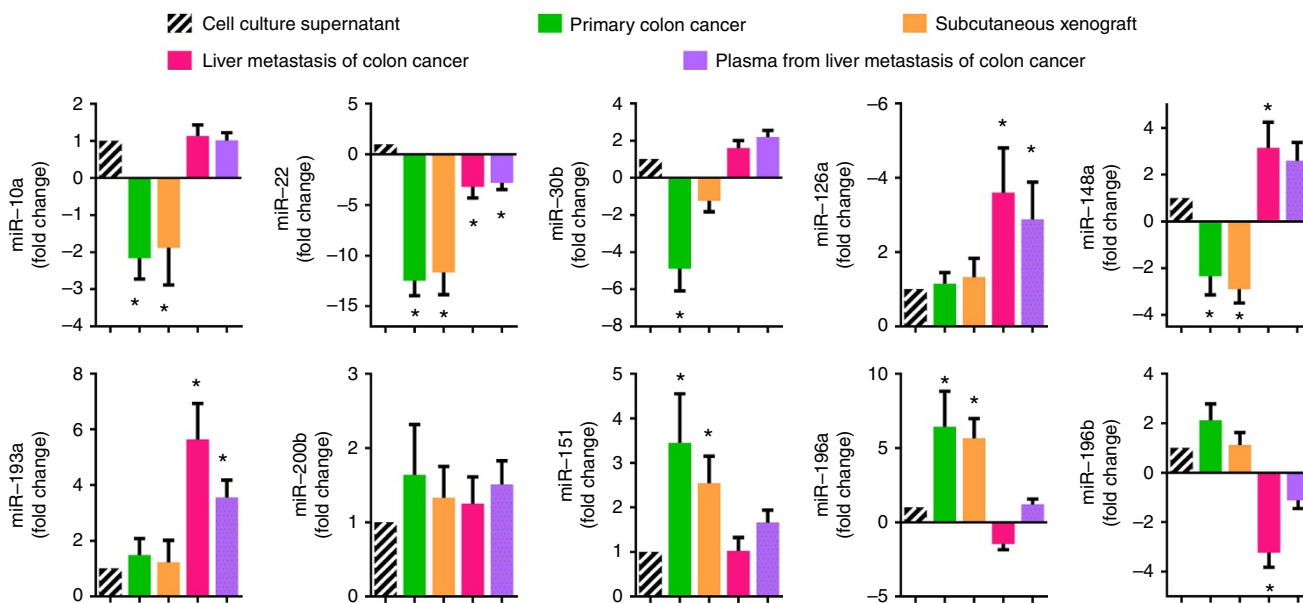 Cell culture supernatant
Primary colon cancer
Subcutaneous xenograft
Liver metastasis of colon cancer
Plasma from liver metastasis of colon cancer
miR–10a
(fold change)
2
1
0
–1
–2
–3
–4
* *
miR–22
(fold change)
5
0
–5
–10
–15
* * * *
miR–30b
(fold change)
4
2
0
–2
–4
–6
–8
*
miR–126a
(fold change)
–6
–4
2
0
* *
miR–148a
(fold change)
4
2
0
–2
–4
* * *
miR–193a
(fold change)
8
6
4
2
0
* *
miR–200b
(fold change)
3
2
1
0
miR–151
(fold change)
5
4
3
2
1
0
* *
miR–196a
(fold change)
10
5
0
–5
* *
miR–196b
(fold change)
4
2
0
–2
–4
*